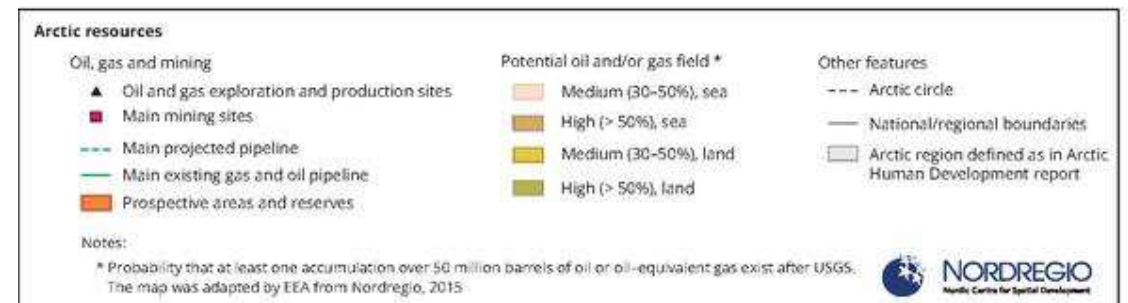 Arctic resources
Oil, gas and mining
Oil and gas exploration and production sites
Main mining sites
Main projected pipeline
Main existing gas and oil pipeline
Prospective areas and reserves
Potential oil and/or gas field *
Medium (30–50%), sea
High (> 50%), sea
Medium (30–50%), land
High (> 50%), land
Other features
Arctic circle
National/regional boundaries
Arctic region defined as in Arctic
Human Development report
Notes:
* Probability that at least one accumulation over 50 million barrels of oil or oil-equivalent gas exist after USGS.
The map was adapted by EEA from Nordregio, 2015
NORDREGIO
Nordic Centre for Spatial Development